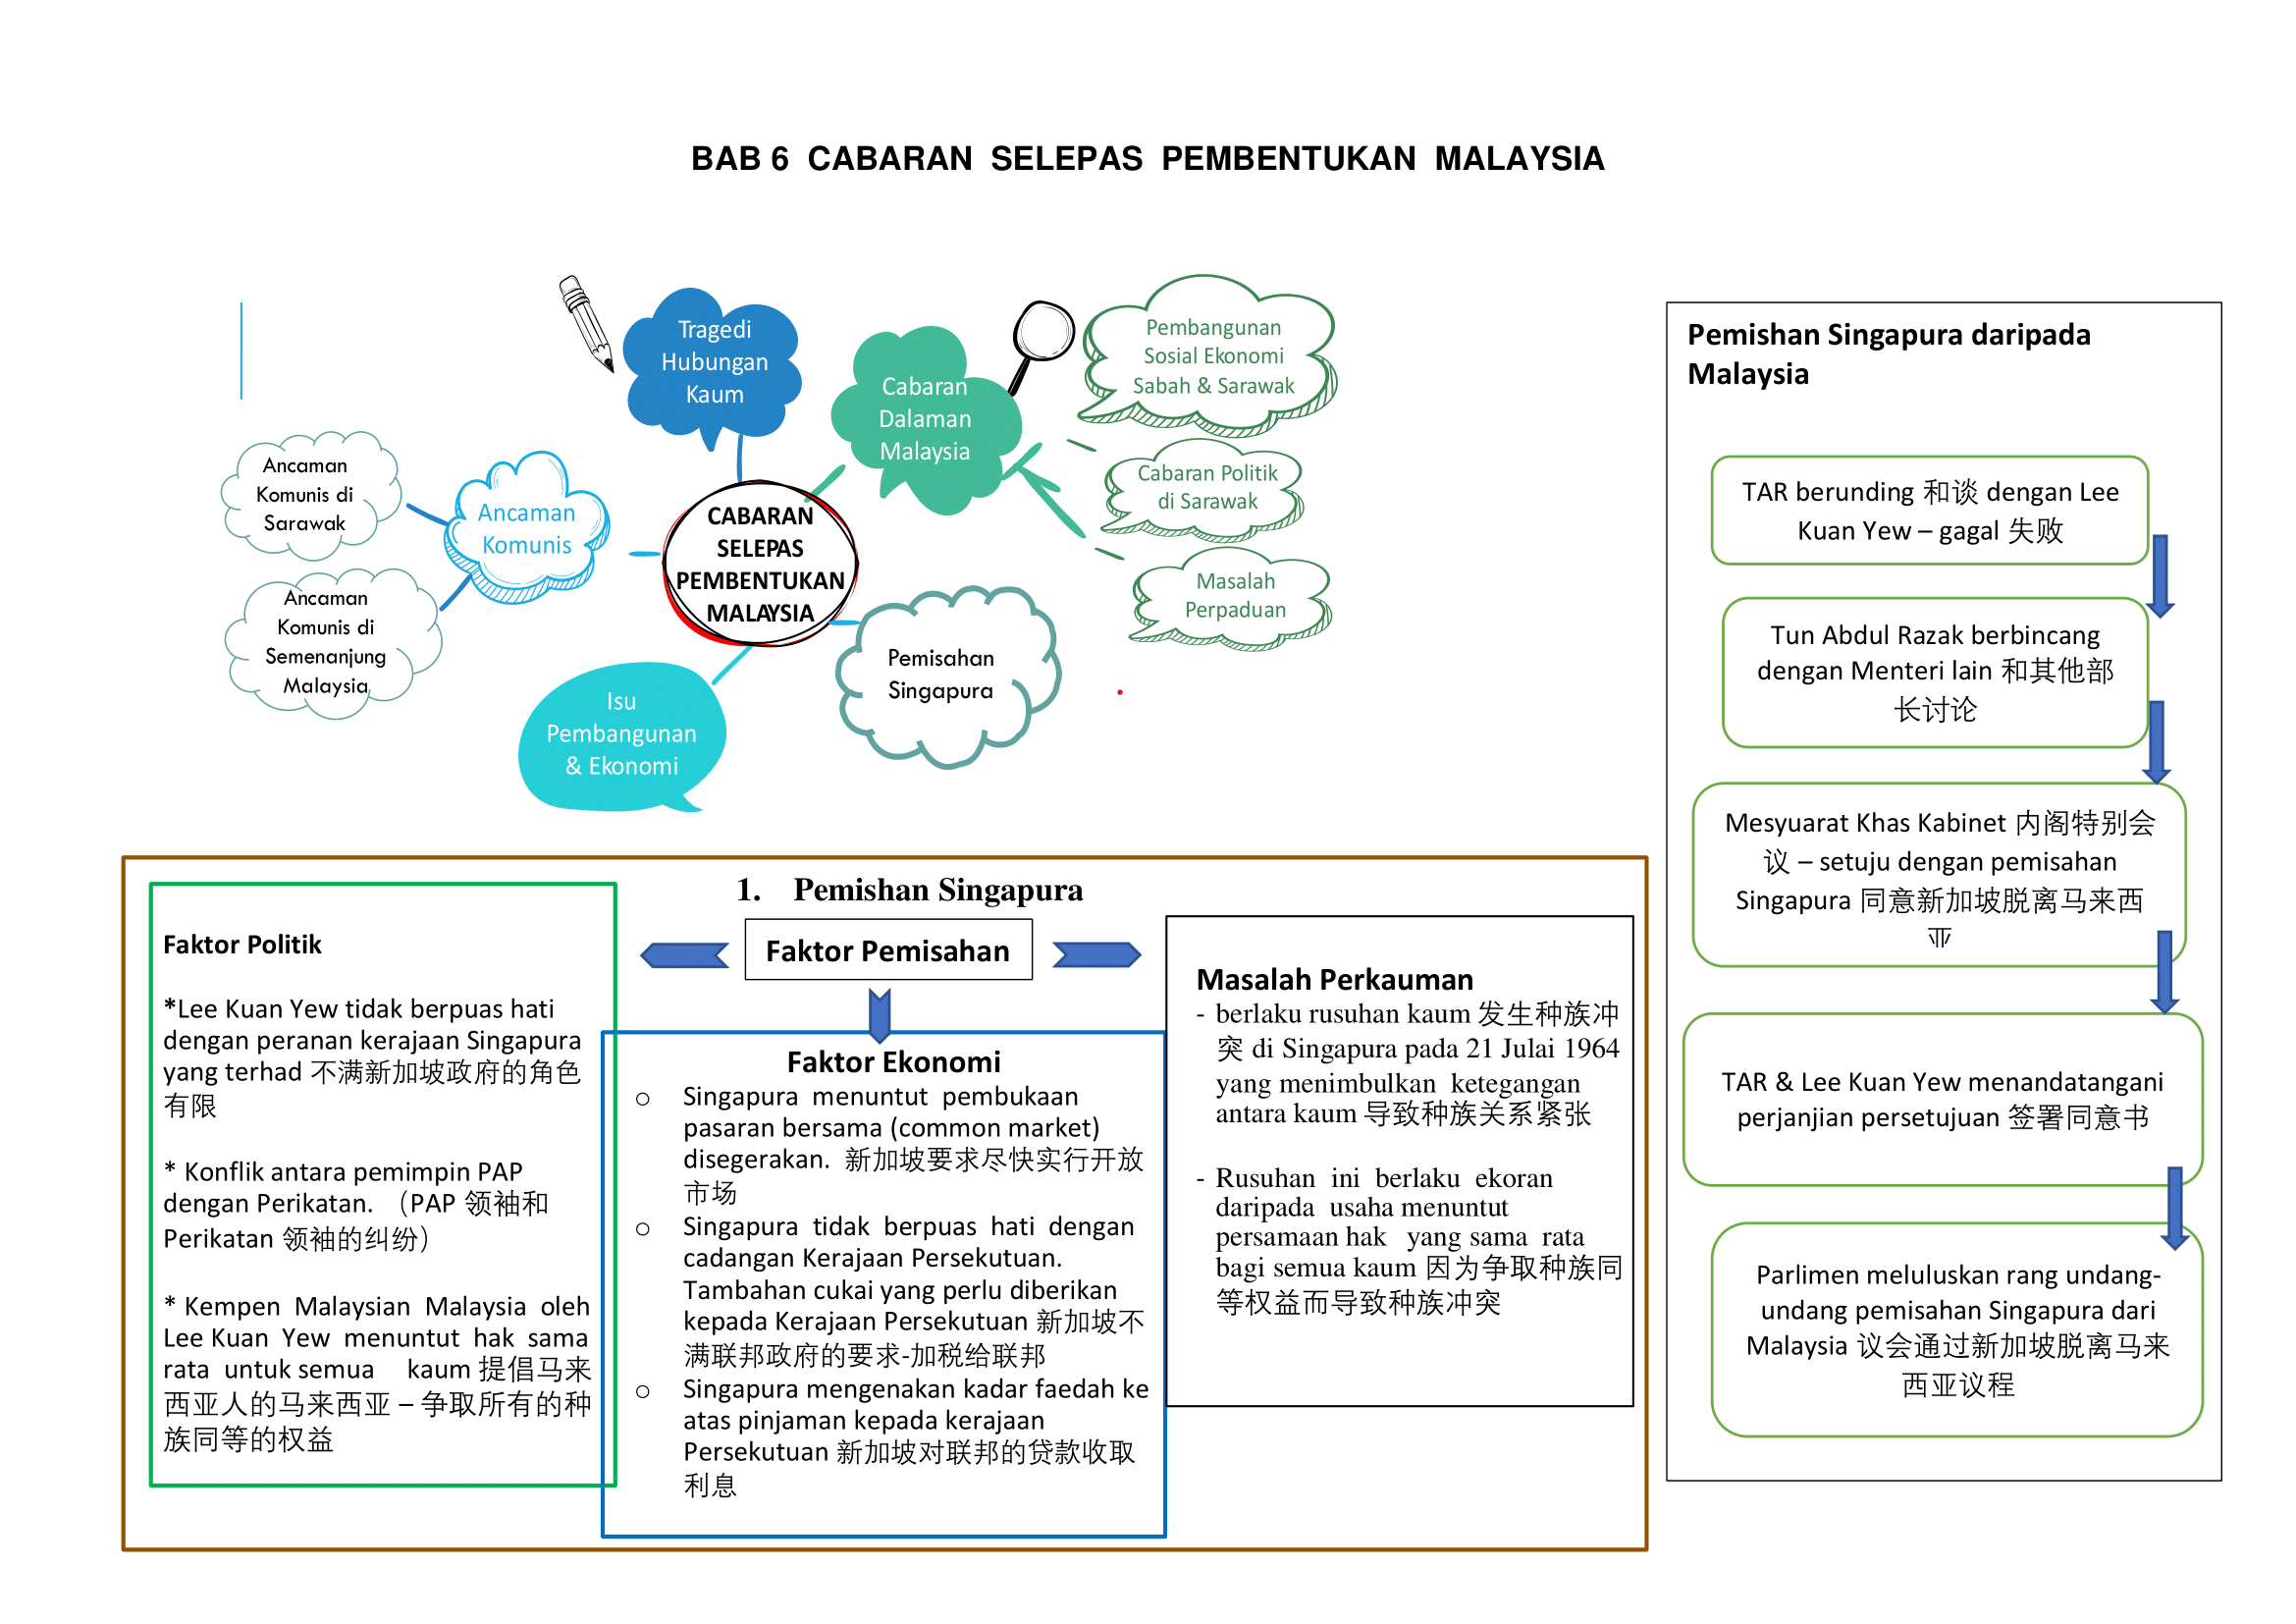 BAB 6 CABARAN SELEPAS PEMBENTUKAN MALAYSIA
Tragedi
Hubungan
Kaum
Cabaran
Dalaman
Malaysia
Pembangunan
Sosial Ekonomi
Sabah & Sarawak
Cabaran Politik
di Sarawak
Masalah
Perpaduan
Ancaman
Komunis di
Sarawak
Ancaman
Komunis
Ancaman
Komunis di
Semenanjung
Malaysia
CABARAN
SELEPAS
PEMBENTUKAN
MALAYSIA
Pemisahan
Singapura
Isu
Pembangunan
& Ekonomi
Pemishan Singapura daripada
Malaysia
TAR berunding 和谈 dengan Lee
Kuan Yew – gagal 失败
Tun Abdul Razak berbincang
dengan Menteri lain 和其他部
长讨论
Mesyuarat Khas Kabinet 内阁特别会
议 – setuju dengan pemisahan
Singapura 同意新加坡脱离马来西
亚
TAR & Lee Kuan Yew menandatangani
perjanjian persetujuan 签署同意书
Parlimen meluluskan rang undang-
undang pemisahan Singapura dari
Malaysia 议会通过新加坡脱离马来
西亚议程
1. Pemishan Singapura
Faktor Pemisahan
Faktor Politik
*Lee Kuan Yew tidak berpuas hati
dengan peranan kerajaan Singapura
yang terhad 不满新加坡政府的角色
有限
* Konflik antara pemimpin PAP
dengan Perikatan. （PAP 领袖和
Perikatan 领袖的纠纷）
* Kempen Malaysian Malaysia oleh
Lee Kuan Yew menuntut hak sama
rata untuk semua kaum 提倡马来
西亚人的马来西亚 – 争取所有的种
族同等的权益
Faktor Ekonomi
o Singapura menuntut pembukaan
pasaran bersama (common market)
disegerakan. 新加坡要求尽快实行开放
市场
o Singapura tidak berpuas hati dengan
cadangan Kerajaan Persekutuan.
Tambahan cukai yang perlu diberikan
kepada Kerajaan Persekutuan 新加坡不
满联邦政府的要求-加税给联邦
o Singapura mengenakan kadar faedah ke
atas pinjaman kepada kerajaan
Persekutuan 新加坡对联邦的贷款收取
利息
Masalah Perkauman
- berlaku rusuhan kaum 发生种族冲
突 di Singapura pada 21 Julai 1964
yang menimbulkan ketegangan
antara kaum 导致种族关系紧张
- Rusuhan ini berlaku ekoran
daripada usaha menuntut
persamaan hak yang sama rata
bagi semua kaum 因为争取种族同
等权益而导致种族冲突